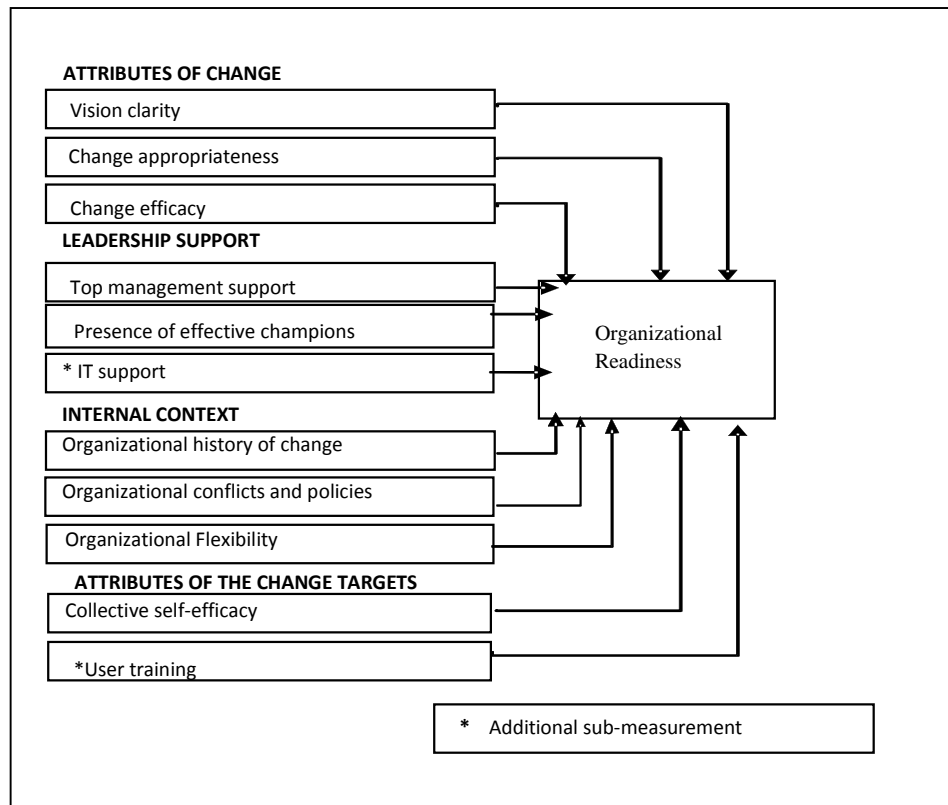 ATTRIBUTES OF CHANGE
Vision clarity
Change appropriateness
Change efficacy
LEADERSHIP SUPPORT
Top management support
Presence of effective champions
* IT support
Organizational
Readiness
INTERNAL CONTEXT
Organizational history of change
Organizational conflicts and policies
Organizational Flexibility
ATTRIBUTES OF THE CHANGE TARGETS
Collective self-efficacy
*User training
* Additional sub-measurement